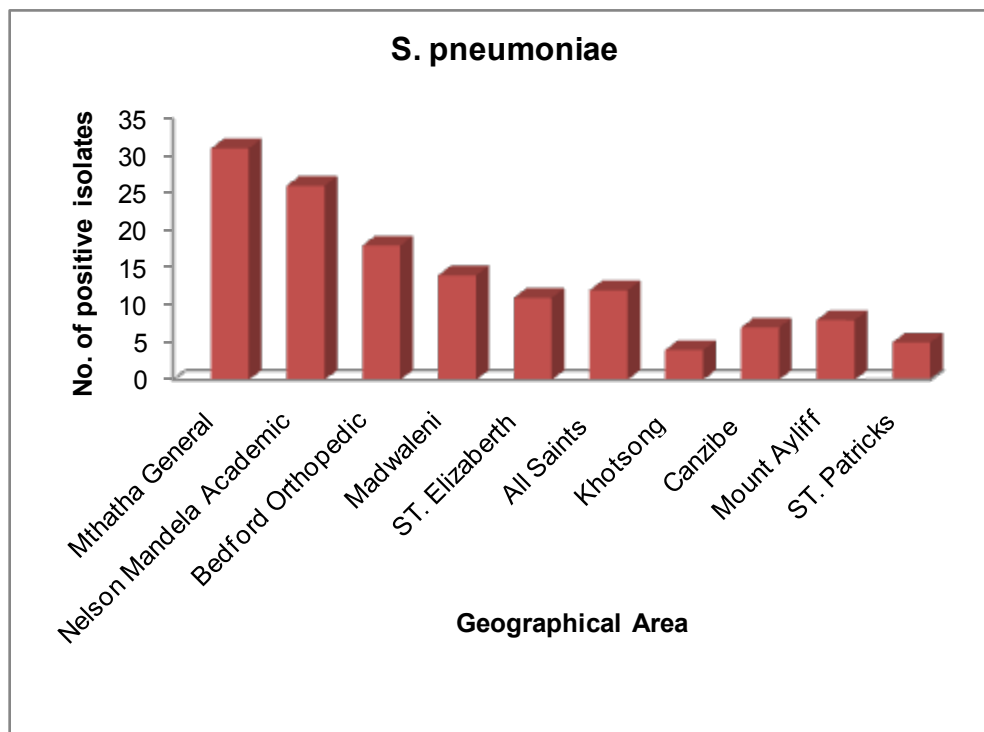 S. pneumoniae
No. of positive isolates
35
30
25
20
15
10
5
0
Mthatha General
Nelson Mandela Academic
Bedford Orthopedic
Madwaleni
ST. Elizaberth
All Saints
Khotsong
Canzibe
Mount Ayliff
ST. Patricks
Geographical Area